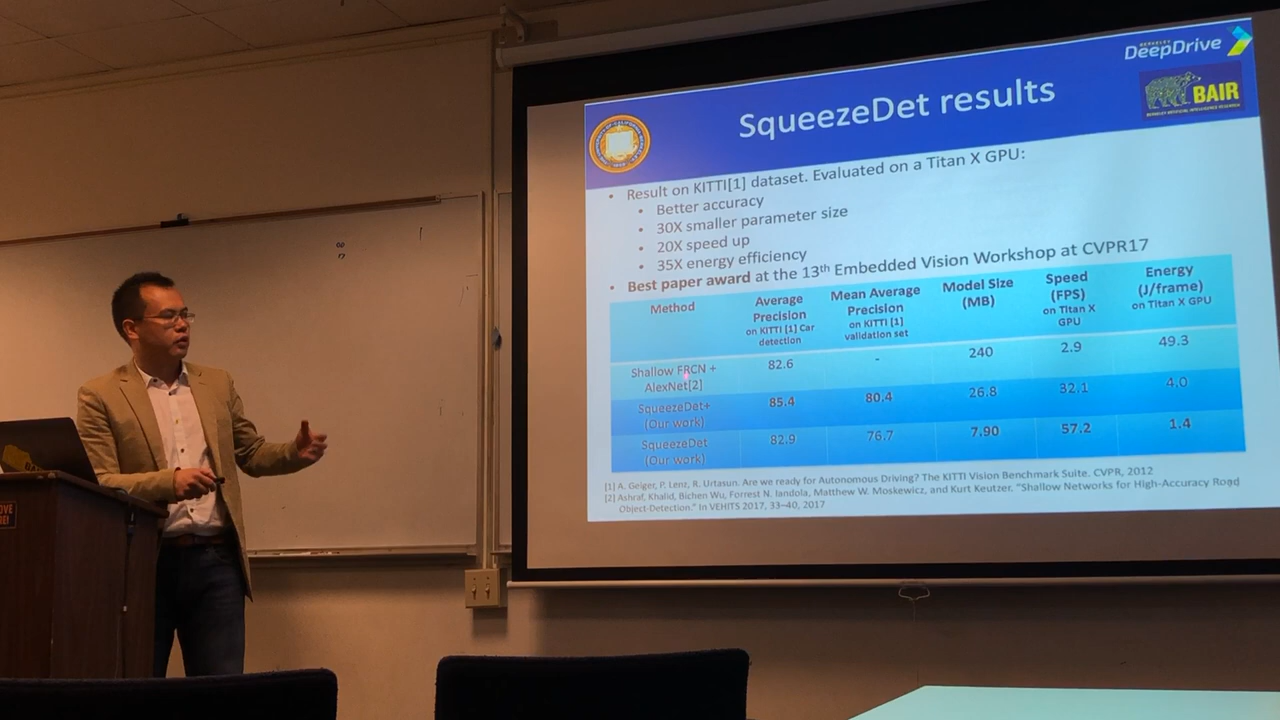 BERKELEY
DeepDrive
SqueezeDet results
BAIR
BERKELEY ARTIFICIAL INTELLIGENCE RESEARCH
• Result on KITTI[1] dataset. Evaluated on a Titan X GPU:
• Better accuracy
• 30X smaller parameter size
• 20X speed up
• 35X energy efficiency
• Best paper award at the 13th Embedded Vision Workshop at CVPR17
Method
Average
Precision
on KITTI [1] Car
detection
Mean Average
Precision
on KITTI [1]
validation set
Model Size
(MB)
Speed
(FPS)
on Titan X
GPU
Energy
(J/frame)
on Titan X GPU
Shallow FRCN +
AlexNet[2]
82.6
-
240
2.9
49.3
SqueezeDet+
(Our work)
85.4
80.4
26.8
32.1
4.0
SqueezeDet
(Our work)
82.9
76.7
7.90
57.2
1.4
[1] A. Geiger, P. Lenz, R. Urtasun. Are we ready for Autonomous Driving? The KITTI Vision Benchmark Suite. CVPR, 2012
[2] Ashraf, Khalid, Bichen Wu, Forrest N. Iandola, Matthew W. Moskewicz, and Kurt Keutzer. "Shallow Networks for High-Accuracy Road
Object-Detection." In VEHITS 2017, 33–40, 2017